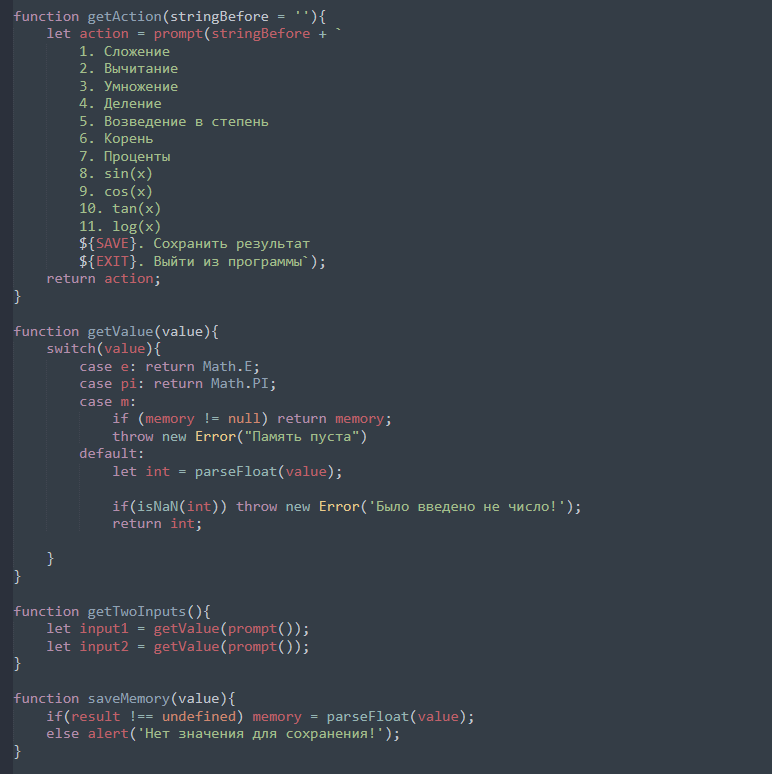 function getAction(stringBefore = ''){
    let action = prompt(stringBefore + `
        1. Сложение
        2. Вычитание
        3. Умножение
        4. Деление
        5. Возведение в степень
        6. Корень
        7. Проценты
        8. sin(x)
        9. cos(x)
        10. tan(x)
        11. log(x)
        ${SAVE}. Сохранить результат
        ${EXIT}. Выйти из программы`);
    return action;
}

function getValue(value){
    switch(value){
        case e: return Math.E;
        case pi: return Math.PI;
        case m:
            if (memory != null) return memory;
            throw new Error("Память пуста")
        default:
            let int = parseFloat(value);

            if(isNaN(int)) throw new Error('Было введено не число!');
            return int;

    }
}

function getTwoInputs(){
    let input1 = getValue(prompt());
    let input2 = getValue(prompt());
}

function saveMemory(value){
    if(result !== undefined) memory = parseFloat(value);
    else alert('Нет значения для сохранения!');
}